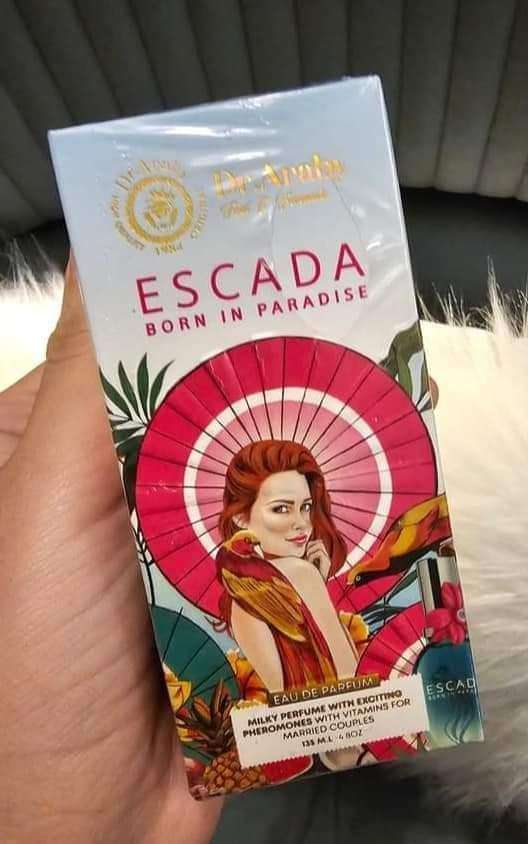 Dr.Araby
ESCADA
BORN IN PARADISE
EAU DE PARFUM
MILKY PERFUME WITH EXCITING
PHEROMONES WITH VITAMINS FOR
MARRIED COUPLES
135 M.L 4.8OZ
ESCAD